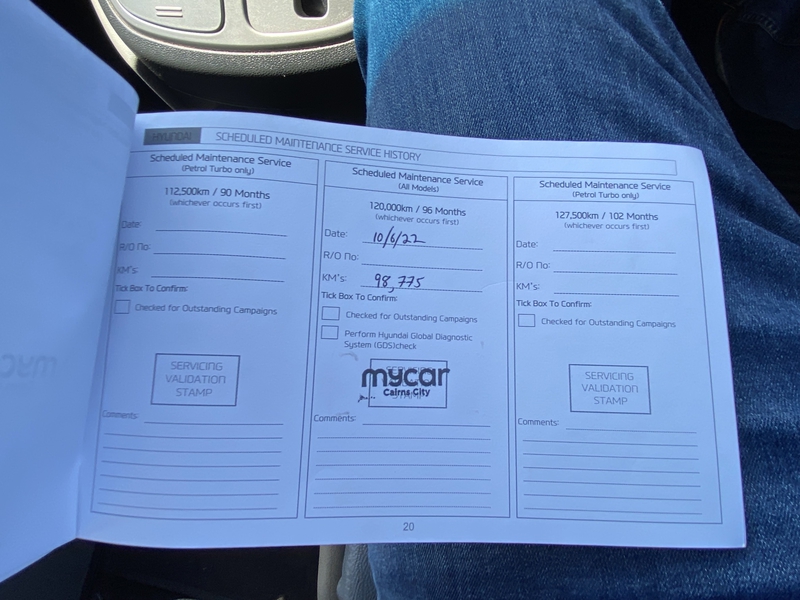 HYUNDAI SCHEDULED MAINTENANCE SERVICE HISTORY
Scheduled Maintenance Service
(Petrol Turbo only)
112,500km / 90 Months
(whichever occurs first)
Date:
R/O No:
KM's:
Tick Box To Confirm:
Checked for Outstanding Campaigns
SERVICING
VALIDATION
STAMP
Comments:
Scheduled Maintenance Service
(All Models)
120,000km / 96 Months
(whichever occurs first)
Date: 10/6/22
R/O No:
KM's: 98,775
Tick Box To Confirm:
Checked for Outstanding Campaigns
Perform Hyundai Global Diagnostic
System (GDS)check
mycar
Cairns City
Comments:
Scheduled Maintenance Service
(Petrol Turbo only)
127,500km / 102 Months
(whichever occurs first)
Date:
R/O No:
KM's:
Tick Box To Confirm:
Checked for Outstanding Campaigns
SERVICING
VALIDATION
STAMP
Comments:
20